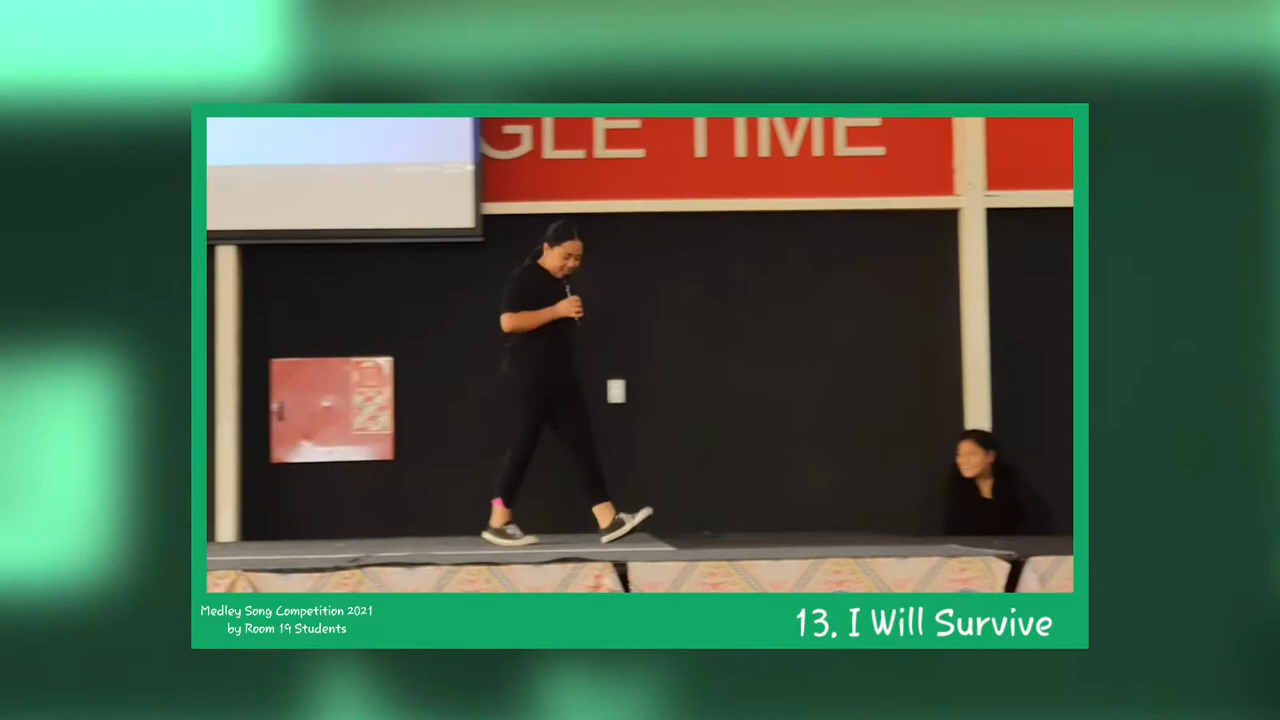 GLE TIME
Medley Song Competition 2021
by Room 19 Students
13. I Will Survive